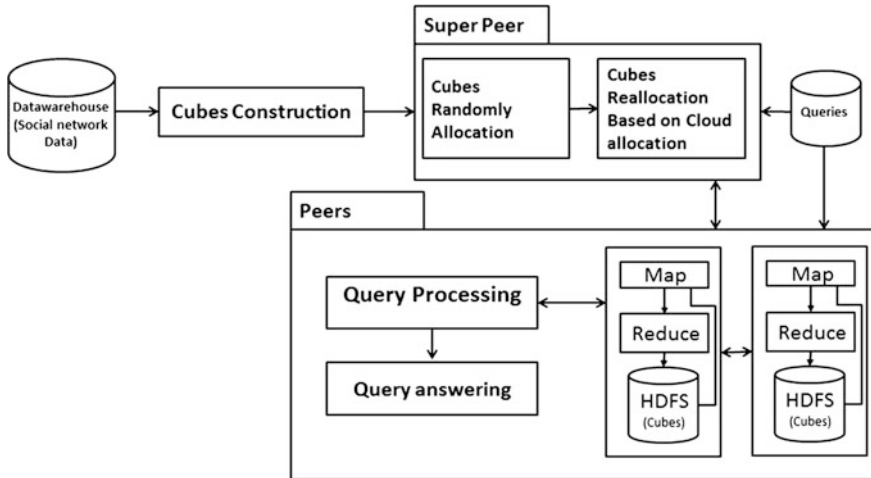 Super Peer
Datawarehouse
(Social network
Data)
Cubes Construction
Cubes
Randomly
Allocation
Cubes
Reallocation
Based on Cloud
allocation
Queries
Peers
Query Processing
Query answering
Map
Reduce
HDFS
(Cubes)
Map
Reduce
HDFS
(Cubes)